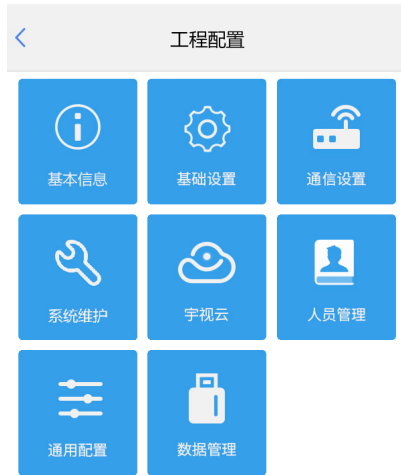 工程配置
基本信息
基础设置
通信设置
系统维护
宇视云
人员管理
通用配置
数据管理